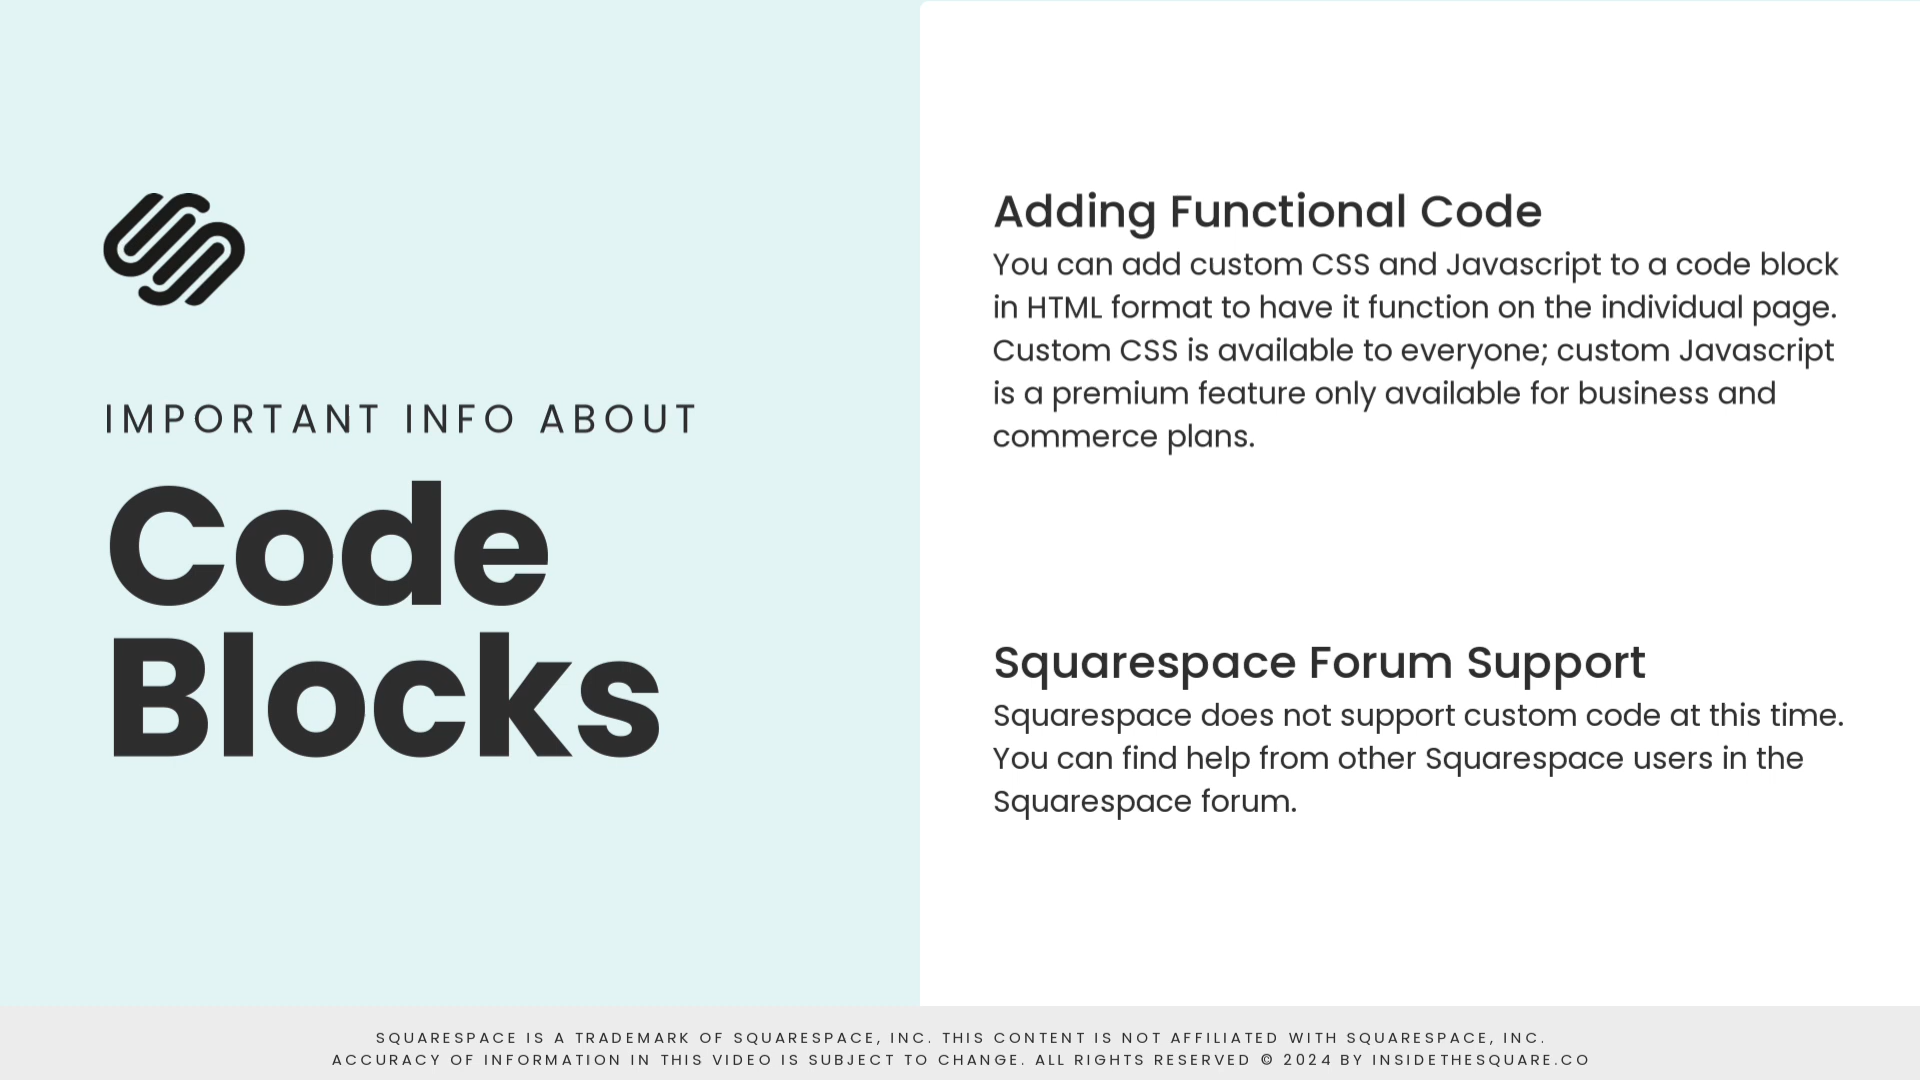 IMPORTANT INFO ABOUT
Code
Blocks
Adding Functional Code
You can add custom CSS and Javascript to a code block
in HTML format to have it function on the individual page.
Custom CSS is available to everyone; custom Javascript
is a premium feature only available for business and
commerce plans.
Squarespace Forum Support
Squarespace does not support custom code at this time.
You can find help from other Squarespace users in the
Squarespace forum.
SQUARESPACE IS A TRADEMARK OF SQUARESPACE, INC. THIS CONTENT IS NOT AFFILIATED WITH SQUARESPACE, INC.
ACCURACY OF INFORMATION IN THIS VIDEO IS SUBJECT TO CHANGE. ALL RIGHTS RESERVED © 2024 BY INSIDETHESQUARE.CO